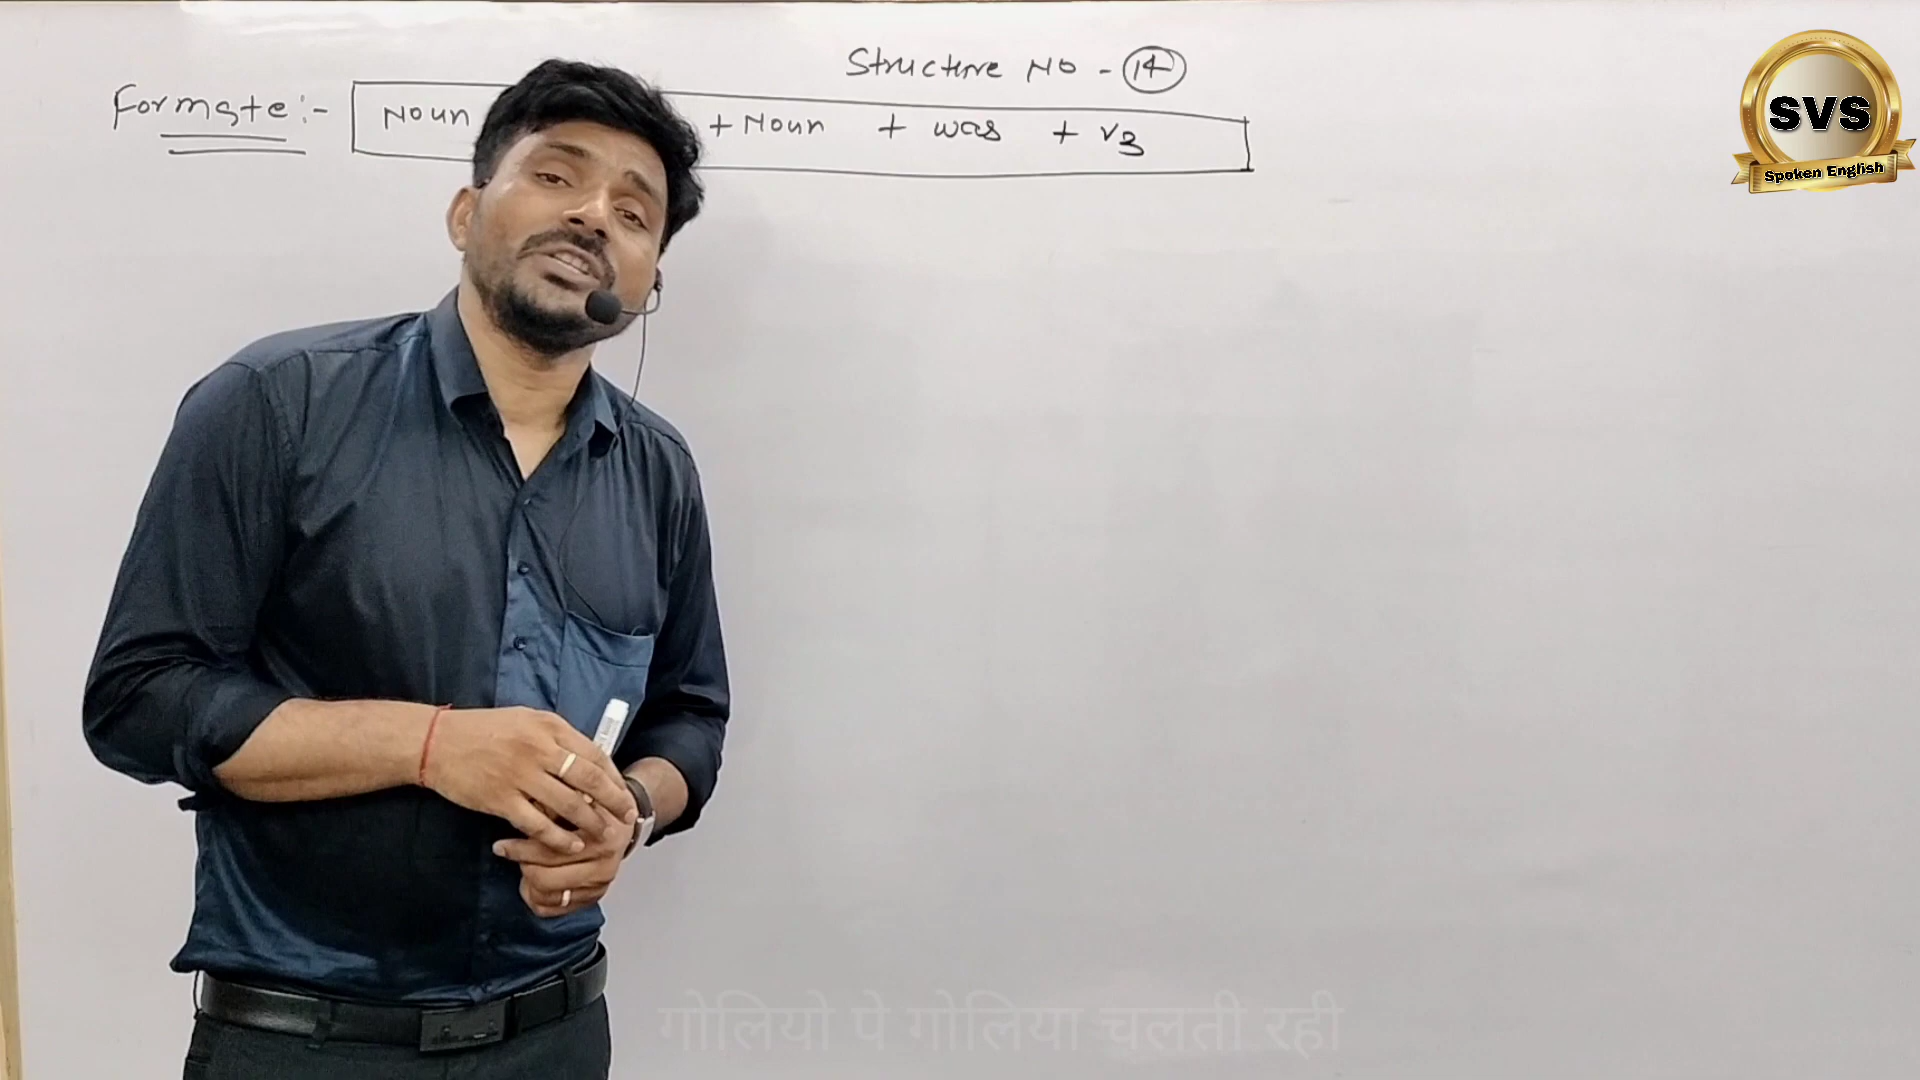 Structure No - 14
Formate :- Noun + Noun + was + V3
SVS
Spoken English
गोलियो पे गोलिया चलती रही